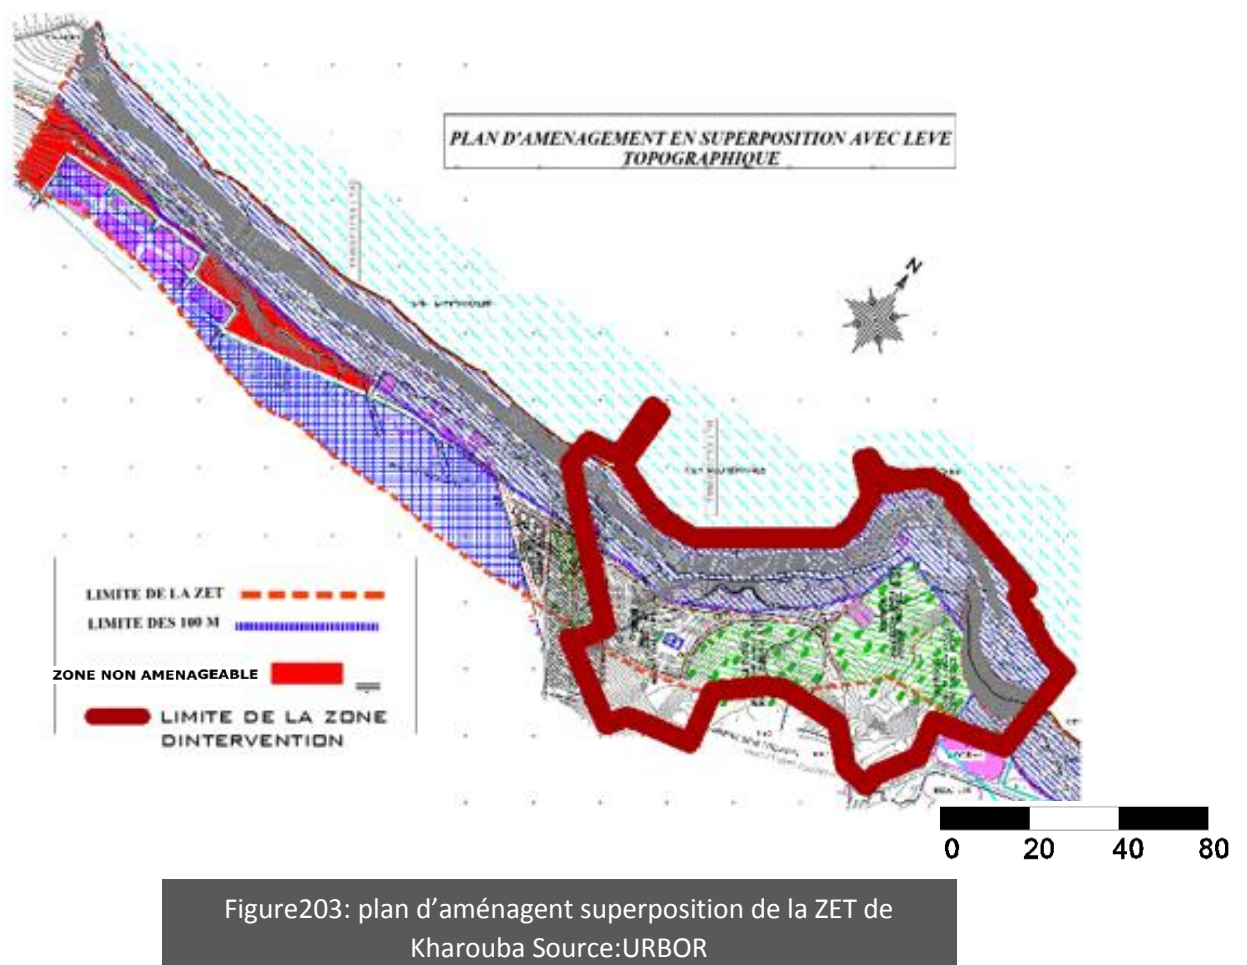 PLAN D'AMENAGEMENT EN SUPERPOSITION AVEC LEVE
TOPOGRAPHIQUE
N
LIMITE DE LA ZET
LIMITE DES 100 M
ZONE NON AMENAGEABLE
LIMITE DE LA ZONE
DINTERVENTION
0 20 40 80
Figure203: plan d’aménagent superposition de la ZET de
Kharouba Source:URBOR